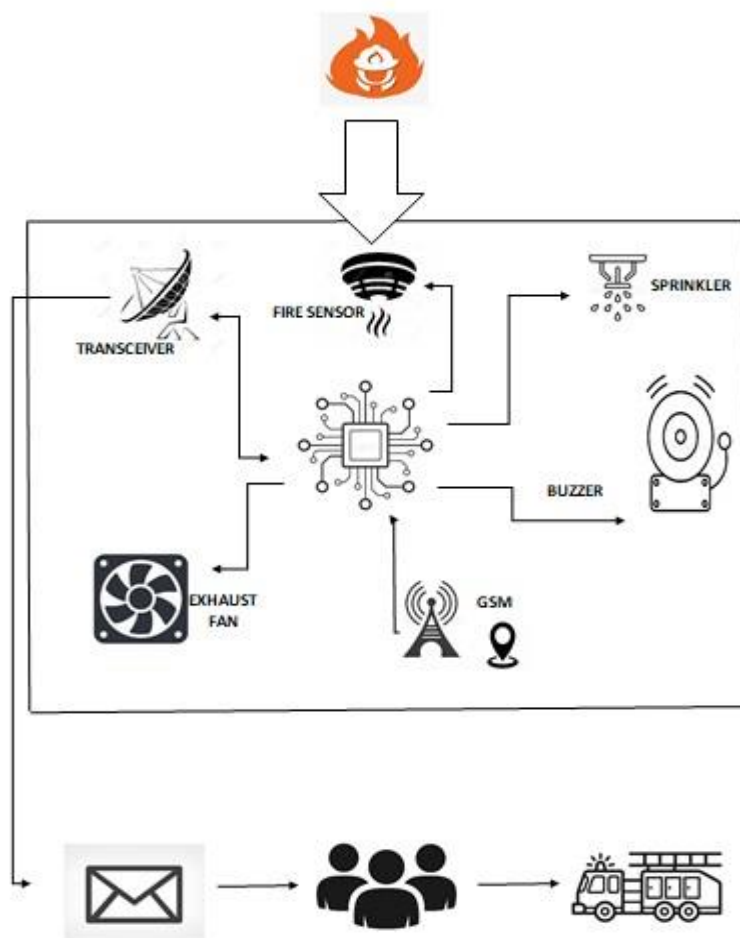 SPRINKLER
FIRE SENSOR
TRANSCEIVER
BUZZER
EXHAUST
FAN
GSM